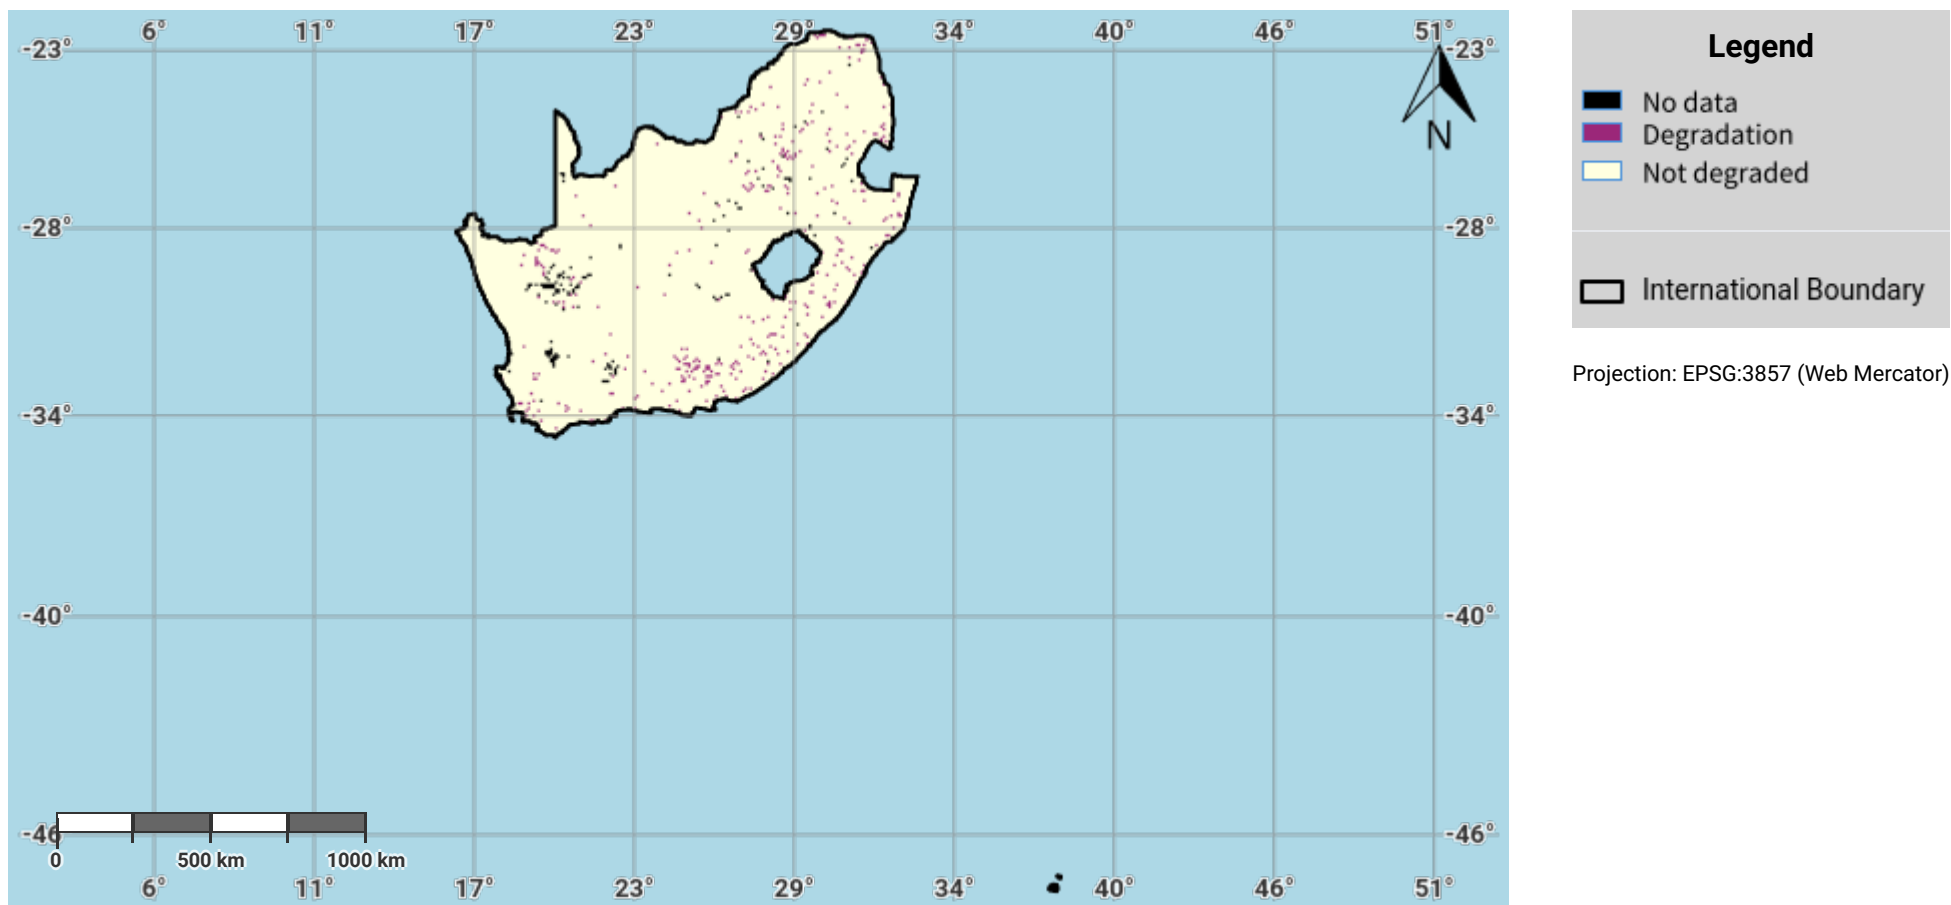 6° 11° 17° 23° 29° 34° 40° 46° 51°
-23° -23°
N
-28° -28°
-34° -34°
-40° -40°
-46 -46°
0 500 km 1000 km
6° 11° 17° 23° 29° 34° 40° 46° 51°
Legend
No data
Degradation
Not degraded
International Boundary
Projection: EPSG:3857 (Web Mercator)